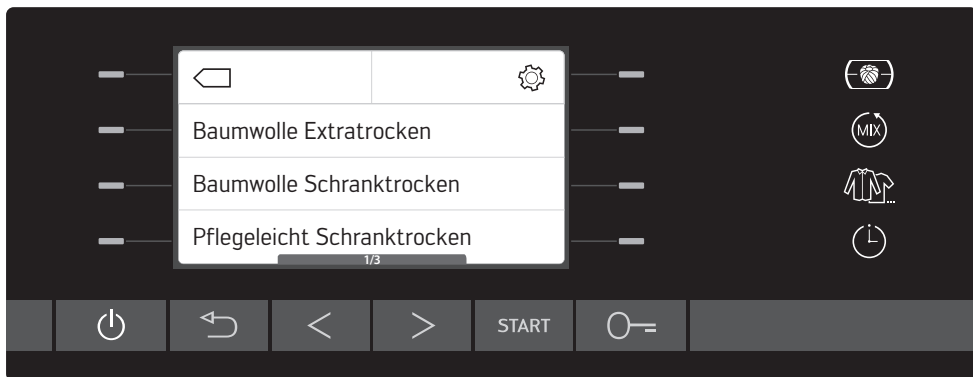 MIX
Baumwolle Extratrocken
Baumwolle Schranktrocken
Pflegeleicht Schranktrocken
1/3
START